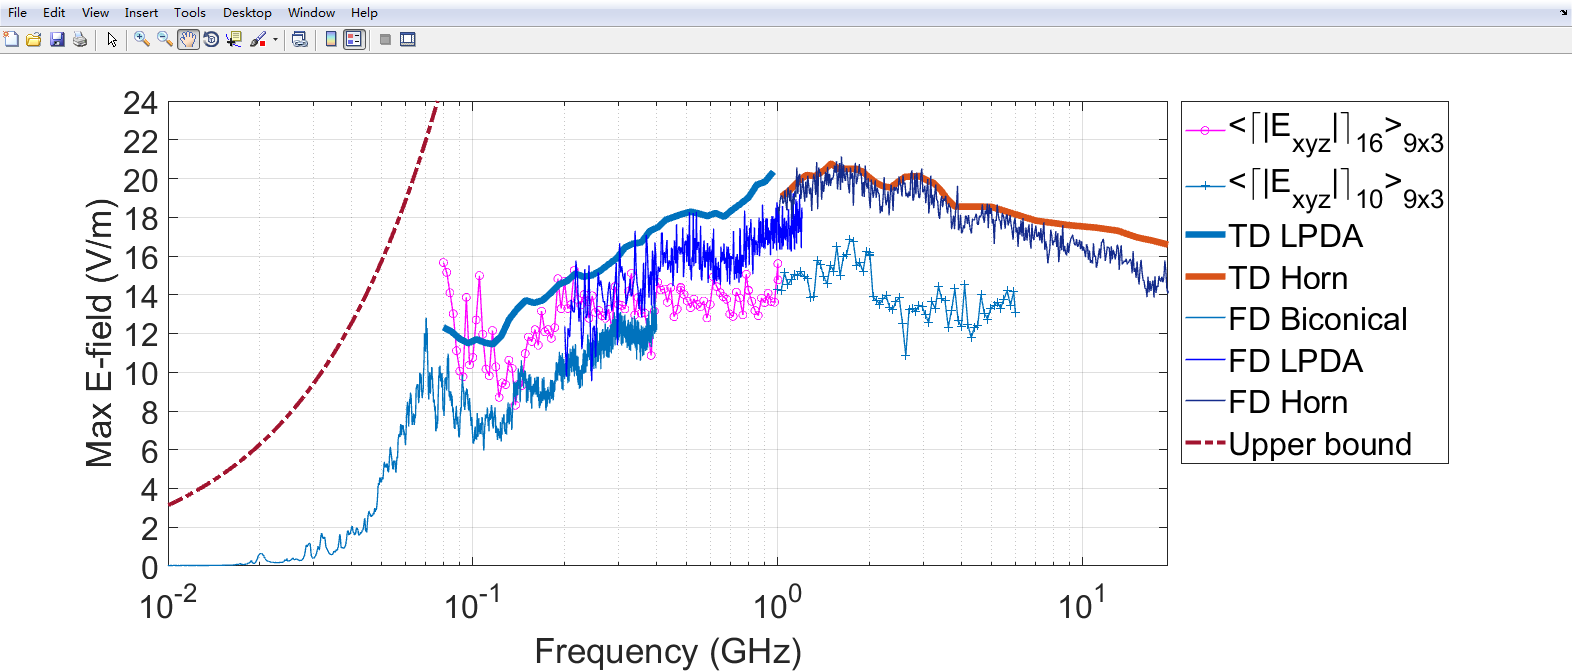 File Edit View Insert Tools Desktop Window Help
24
22
20
18
16
14
12
10
8
6
4
2
0
Max E-field (V/m)
10-2 10-1 100 101
Frequency (GHz)
<⌈|Exyz|⌉16>9x3
<⌈|Exyz|⌉10>9x3
TD LPDA
TD Horn
FD Biconical
FD LPDA
FD Horn
Upper bound